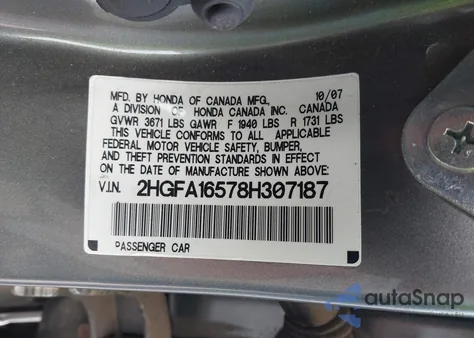 MFD. BY HONDA OF CANADA MFG., 10/07
A DIVISION OF HONDA CANADA INC. CANADA
GVWR 3671 LBS GAWR F 1940 LBS R 1731 LBS
THIS VEHICLE CONFORMS TO ALL APPLICABLE
FEDERAL MOTOR VEHICLE SAFETY, BUMPER,
AND THEFT PREVENTION STANDARDS IN EFFECT
ON THE DATE OF MANUFACTURE SHOWN ABOVE:
V.I.N. 2HGFA16578H307187
PASSENGER CAR
autoSnap